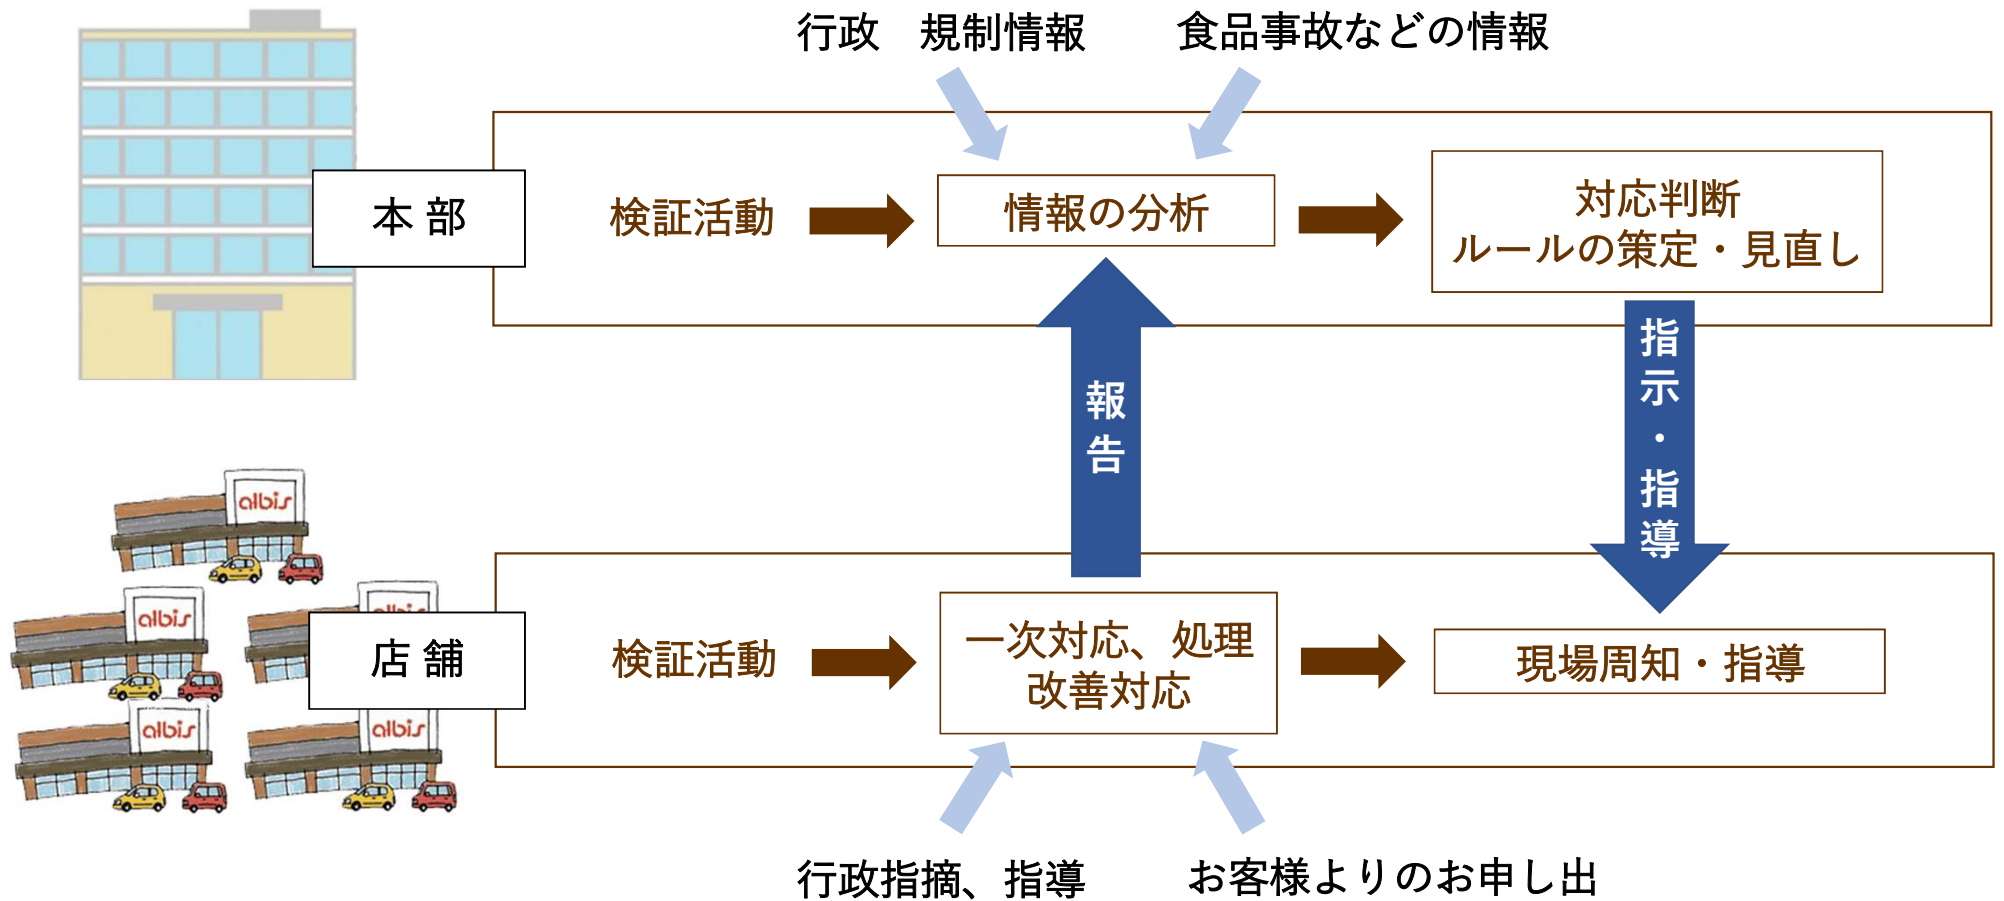 行政　規制情報
食品事故などの情報
本 部
検証活動
情報の分析
対応判断
ルールの策定・見直し
報告
指示・指導
albis
albis
albis
albis
albis
店 舗
検証活動
一次対応、処理
改善対応
現場周知・指導
行政指摘、指導
お客様よりのお申し出